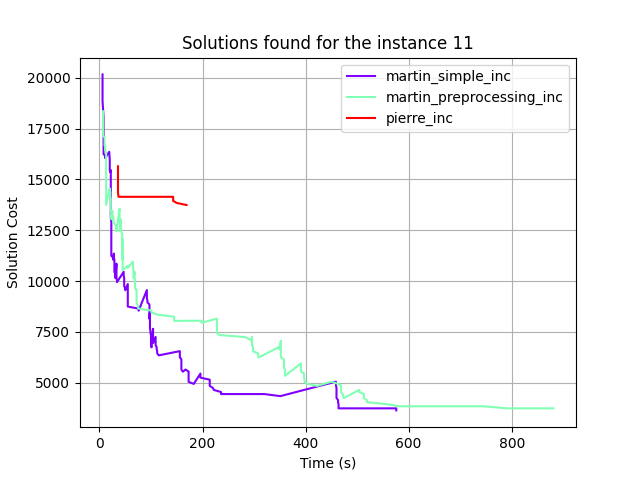 Solutions found for the instance 11
martin_simple_inc
martin_preprocessing_inc
pierre_inc
20000
17500
15000
12500
10000
7500
5000
Solution Cost
0 200 400 600 800
Time (s)